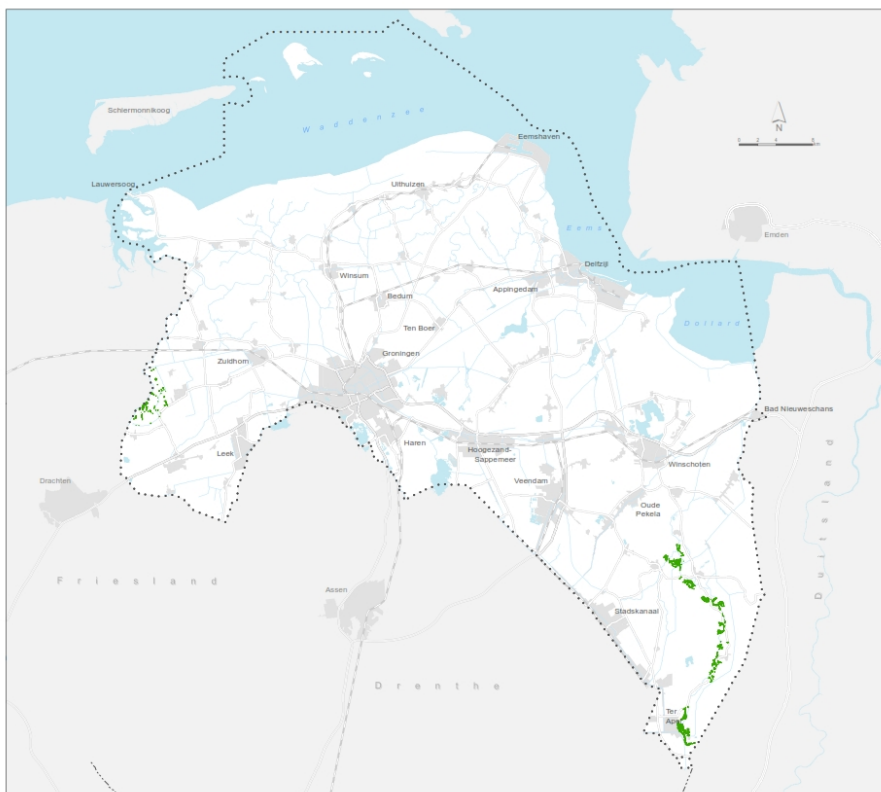 Schiermonnikoog
Waddenzee
N
Eemshaven
Lauwersoog
Uithuizen
Eems
Emden
Delfzijl
Winsum
Appingedam
Bedum
Dollard
Ten Boer
Groningen
Zuidhorn
Bad Nieuweschans
Haren
Leek
Hoogezand-
Sappemeer
Winschoten
Drachten
Veendam
Oude
Pekela
Duitsland
Friesland
Assen
Stadskanaal
Drenthe
Ter
Apel